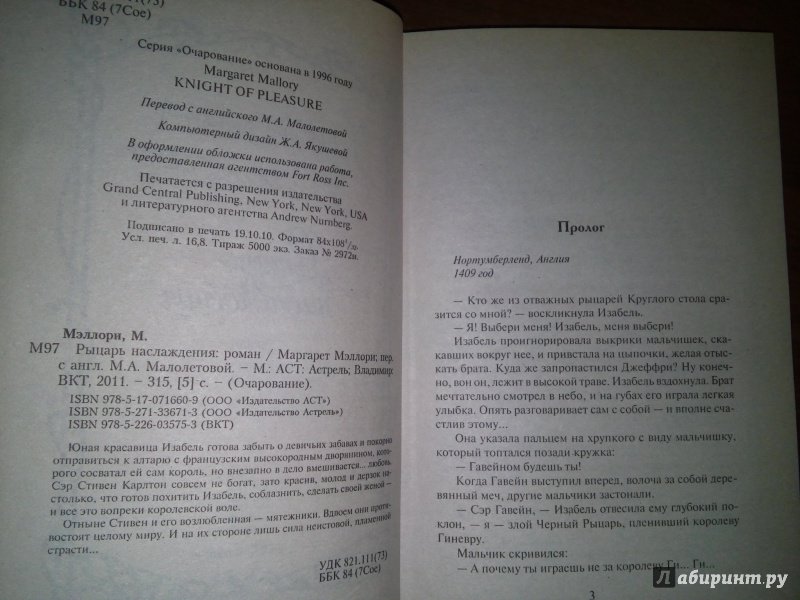 ББК 84 (7Сое)
М97
Серия «Очарование» основана в 1996 году
Margaret Mallory
KNIGHT OF PLEASURE
Перевод с английского М.А. Малолетовой
Компьютерный дизайн Ж.А. Якушевой
В оформлении обложки использована работа,
предоставленная агентством Fort Ross Inc.
Печатается с разрешения издательства
Grand Central Publishing, New York, New York, USA
и литературного агентства Andrew Nurnberg.
Подписано в печать 19.10.10. Формат 84х108 1/32.
Усл. печ. л. 16,8. Тираж 5000 экз. Заказ № 2972и.
Мэллори, М.
М97 Рыцарь наслаждения: роман / Маргарет Мэллори; пер.
с англ. М.А. Малолетовой. – М.: АСТ: Астрель; Владимир:
ВКТ, 2011. – 315, [5] с. – (Очарование).
ISBN 978-5-17-071660-9 (ООО «Издательство АСТ»)
ISBN 978-5-271-33671-3 (ООО «Издательство Астрель»)
ISBN 978-5-226-03575-3 (ВКТ)
Юная красавица Изабель готова забыть о девичьих забавах и покорно
отправиться к алтарю с французским высокородным дворянином, кото-
рого сосватал ей сам король, но внезапно в дело вмешивается... любовь.
Сэр Стивен Карлтон совсем не богат, зато красив, молод и дерзок на-
столько, что готов похитить Изабель, соблазнить, сделать своей женой –
и все это вопреки королевской воле.
Отныне Стивен и его возлюбленная – мятежники. Вдвоем они проти-
востоят целому миру. И на их стороне лишь сила неистовой, пламенной
страсти...
УДК 821.111(73)
ББК 84 (7Сое)
Пролог
Нортумберленд, Англия
1409 год
– Кто же из отважных рыцарей Круглого стола сра-
зится со мной? – воскликнула Изабель.
– Я! Выбери меня! Изабель, меня выбери!
Изабель проигнорировала выкрики мальчишек, ска-
кавших вокруг нее, и привстала на цыпочки, желая отыс-
кать брата. Куда же запропастился Джеффри? Ну конеч-
но, вон он, лежит в высокой траве. Изабель вздохнула. Брат
мечтательно смотрел в небо, и на губах его играла легкая
улыбка. Опять разговаривает сам с собой – и вполне сча-
стлив этому...
Она указала пальцем на хрупкого с виду мальчишку,
который топтался позади кружка:
– Гавейном будешь ты!
Когда Гавейн выступил вперед, волоча за собой дере-
вянный меч, другие мальчики застонали.
– Сэр Гавейн, – Изабель отвесила ему глубокий по-
клон, – я – злой Черный Рыцарь, пленивший королеву
Гиневру.
Мальчик скривился:
– А почему ты играешь не за королеву Ги... Ги...
3
Лабиринт.ру